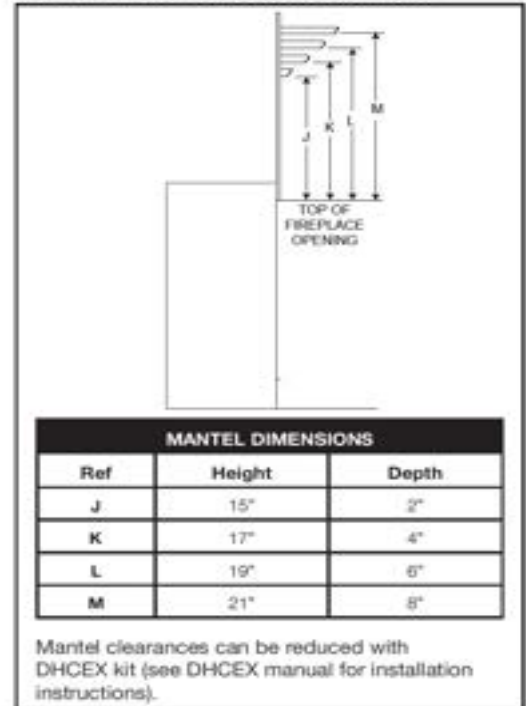 M
L
K
J
TOP OF
FIREPLACE
OPENING
MANTEL DIMENSIONS
Ref Height Depth
J 15" 2"
K 17" 4"
L 19" 6"
M 21" 8"
Mantel clearances can be reduced with
DHCEX kit (see DHCEX manual for installation
instructions).